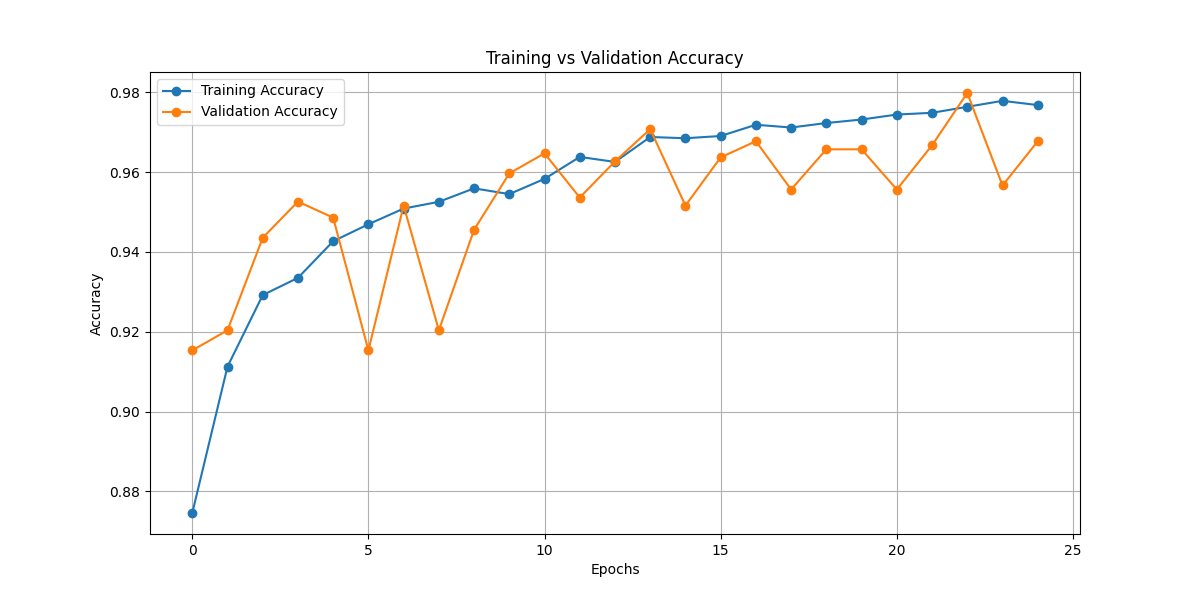 Training vs Validation Accuracy
Training Accuracy
Validation Accuracy
0.98
0.96
0.94
0.92
0.90
0.88
Accuracy
0 5 10 15 20 25
Epochs